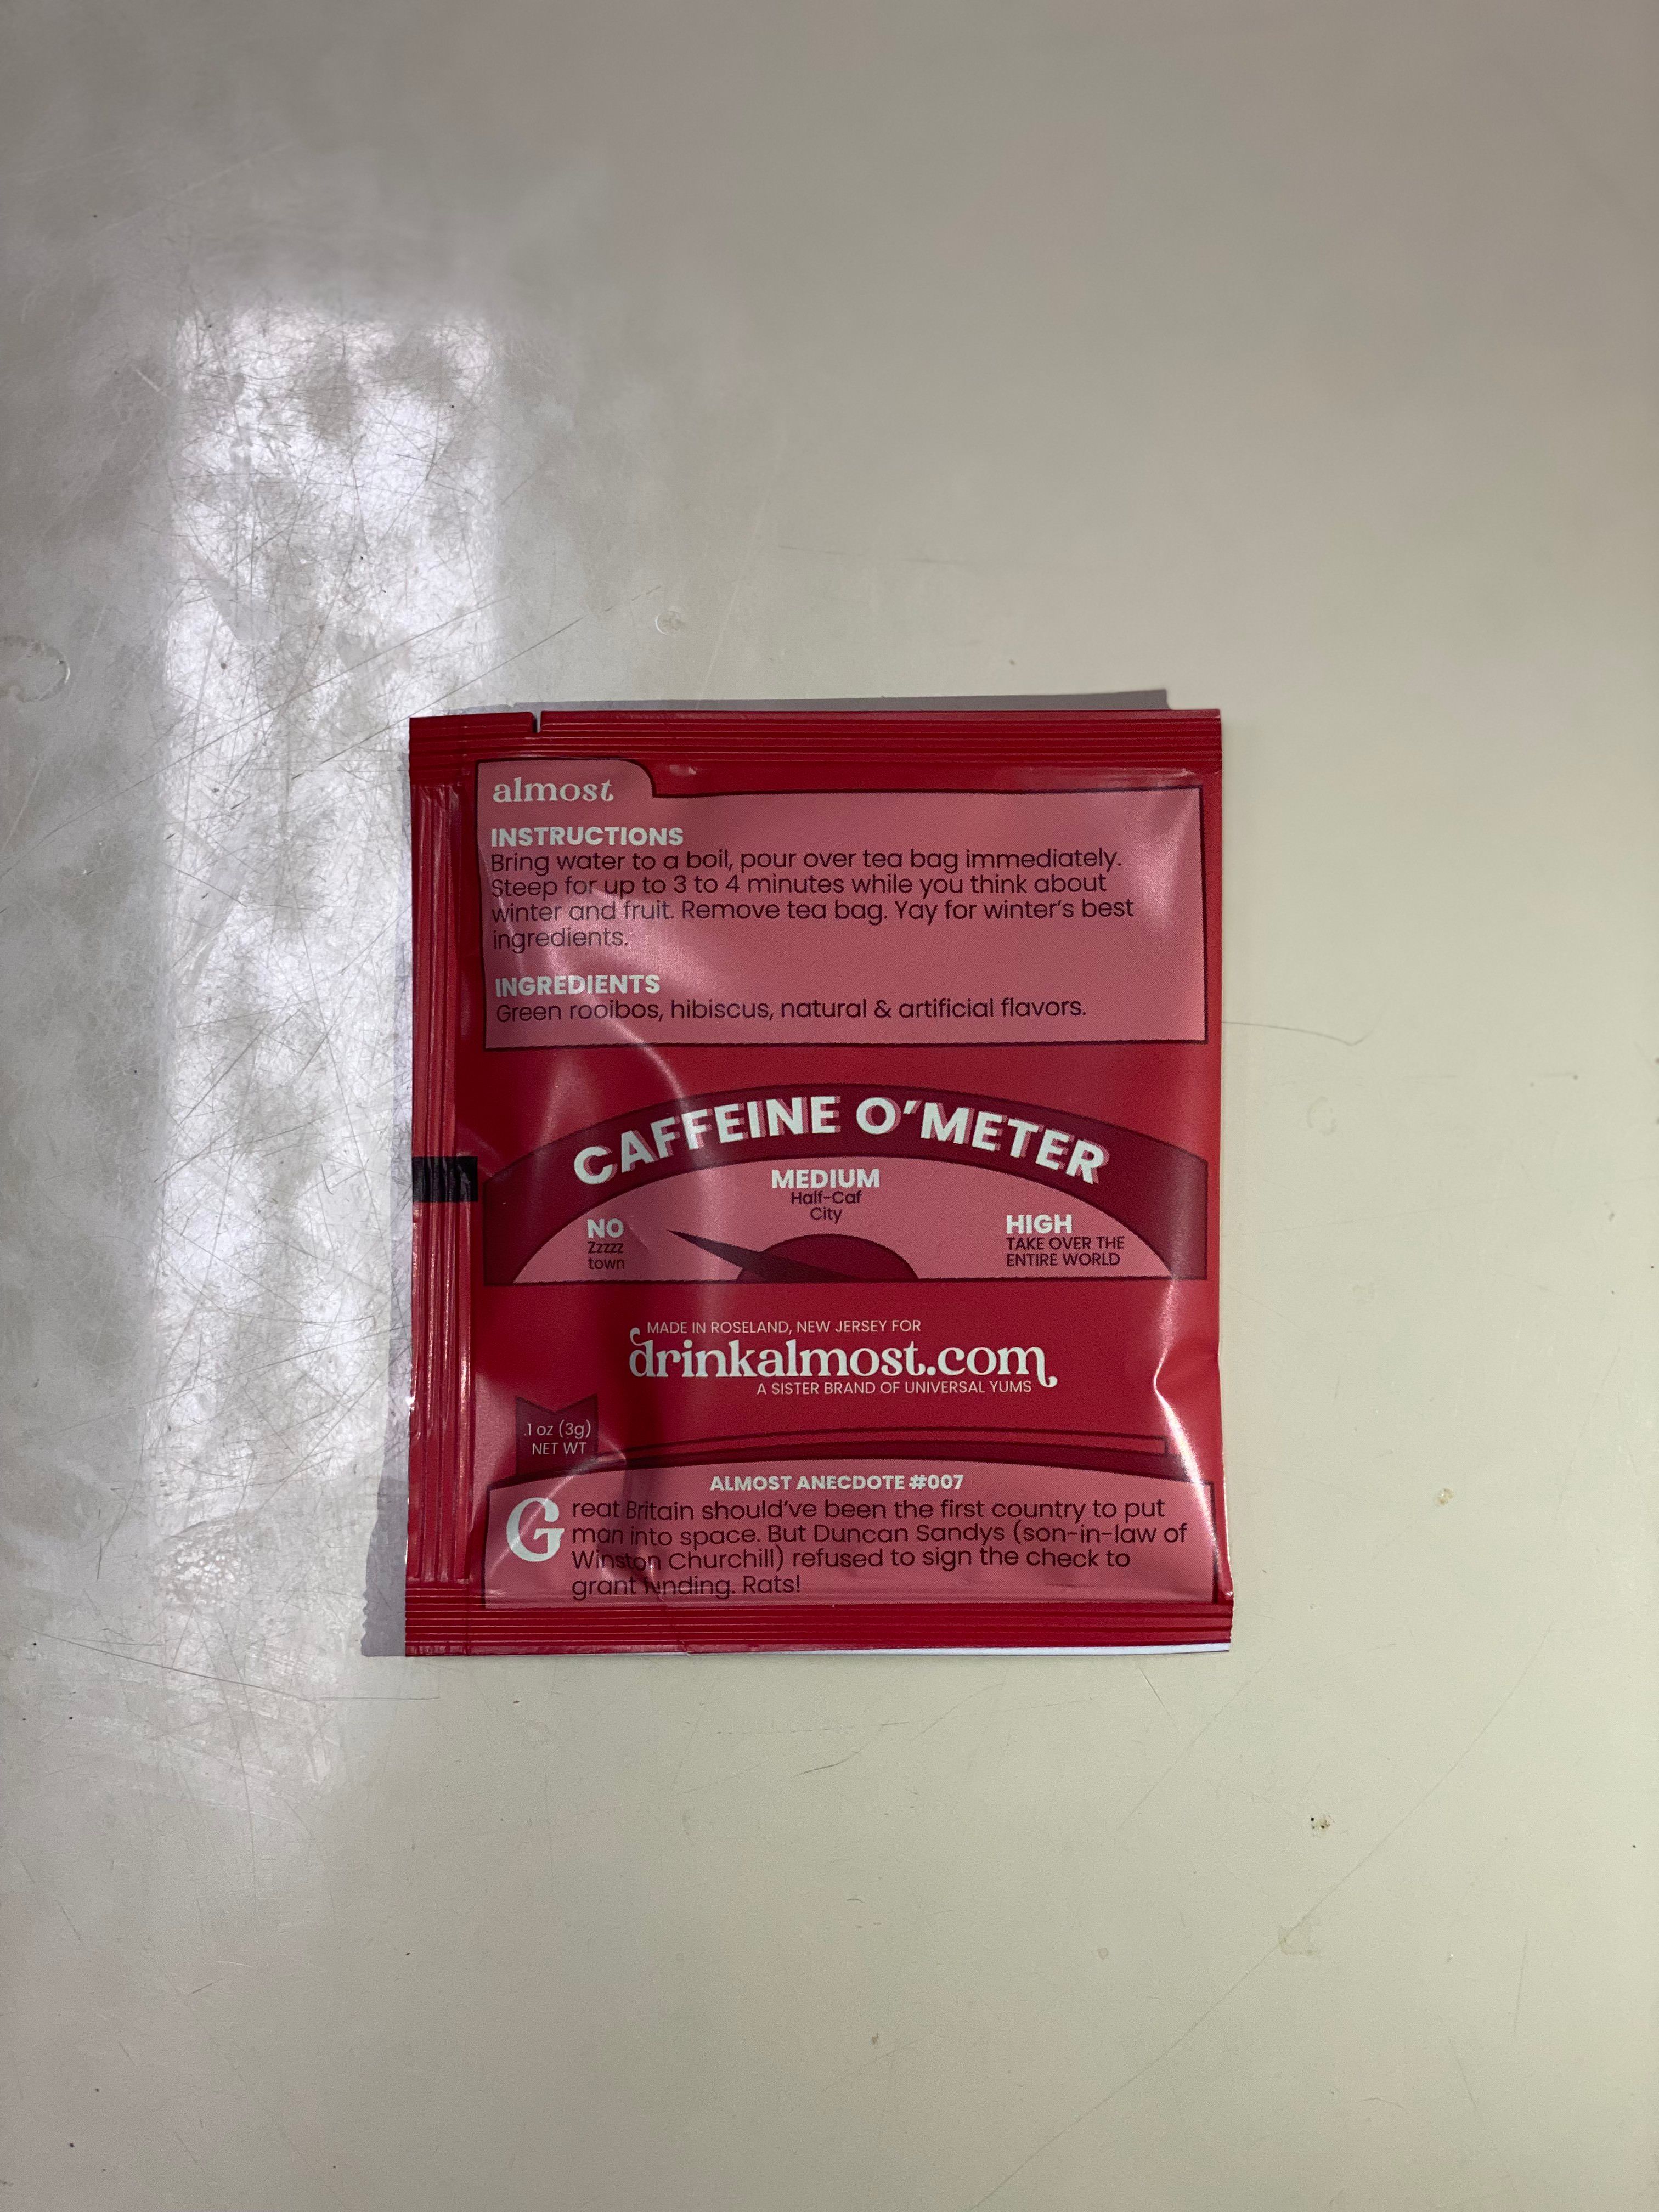 almost
INSTRUCTIONS
Bring water to a boil, pour over tea bag immediately.
Steep for up to 3 to 4 minutes while you think about
winter and fruit. Remove tea bag. Yay for winter's best
ingredients.
INGREDIENTS
Green rooibos, hibiscus, natural & artificial flavors.
CAFFEINE O'METER
NO
Zzzzz
town
MEDIUM
Half-Caf
City
HIGH
TAKE OVER THE
ENTIRE WORLD
MADE IN ROSELAND, NEW JERSEY FOR
drinkalmost.com
A SISTER BRAND OF UNIVERSAL YUMS
.1 oz (3g)
NET WT
ALMOST ANECDOTE #007
Great Britain should've been the first country to put
man into space. But Duncan Sandys (son-in-law of
Winston Churchill) refused to sign the check to
grant funding. Rats!